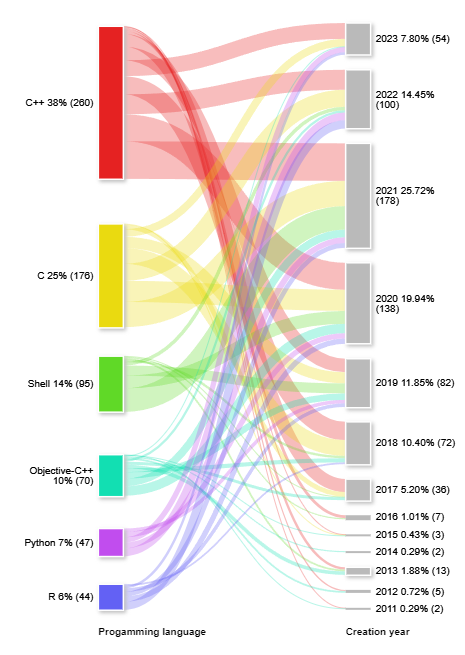 C++ 38% (260)
C 25% (176)
Shell 14% (95)
Objective-C++
10% (70)
Python 7% (47)
R 6% (44)
Progamming language
2023 7.80% (54)
2022 14.45%
(100)
2021 25.72%
(178)
2020 19.94%
(138)
2019 11.85% (82)
2018 10.40% (72)
2017 5.20% (36)
2016 1.01% (7)
2015 0.43% (3)
2014 0.29% (2)
2013 1.88% (13)
2012 0.72% (5)
2011 0.29% (2)
Creation year